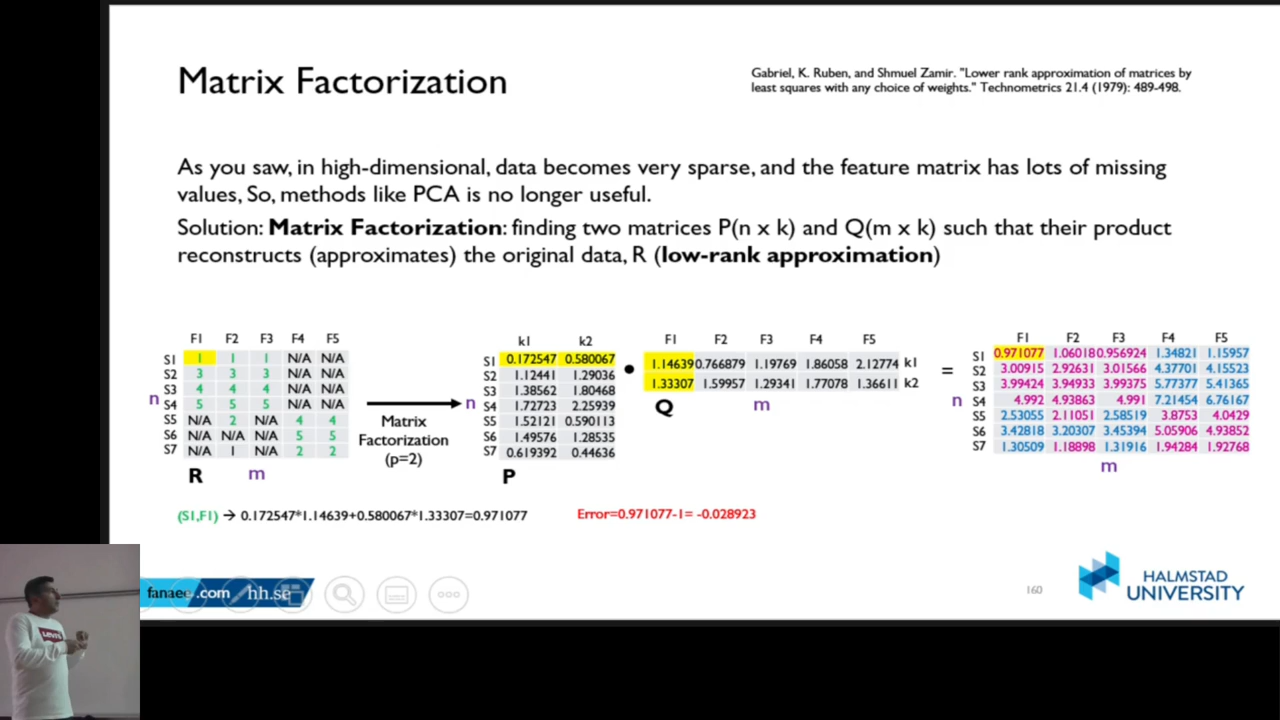 Matrix Factorization
Gabriel, K. Ruben, and Shmuel Zamir. "Lower rank approximation of matrices by
least squares with any choice of weights." Technometrics 21.4 (1979): 489-498.
As you saw, in high-dimensional, data becomes very sparse, and the feature matrix has lots of missing
values, So, methods like PCA is no longer useful.
Solution: Matrix Factorization: finding two matrices P(n x k) and Q(m x k) such that their product
reconstructs (approximates) the original data, R (low-rank approximation)
F1 F2 F3 F4 F5
S1 1 1 1 N/A N/A
S2 3 3 3 N/A N/A
S3 4 4 4 N/A N/A
n S4 5 5 5 N/A N/A
S5 N/A 2 N/A 4 4
S6 N/A N/A N/A 5 5
S7 N/A 1 N/A 2 2
R m
Matrix
Factorization
(p=2)
k1 k2
S1 0.172547 0.580067
S2 1.12441 1.29036
S3 1.38562 1.80468
n S4 1.72723 2.25939
S5 1.52121 0.590113
S6 1.49576 1.28535
S7 0.619392 0.44636
P
F1 F2 F3 F4 F5
1.14639 0.766879 1.19769 1.86058 2.12774 k1
1.33307 1.59957 1.29341 1.77078 1.36611 k2
Q m
=
F1 F2 F3 F4 F5
S1 0.971077 1.06018 0.956924 1.34821 1.15957
S2 3.00915 2.92631 3.01566 4.37701 4.15523
S3 3.99424 3.94933 3.99375 5.77377 5.41365
n S4 4.992 4.93863 4.991 7.21454 6.76167
S5 2.53055 2.11051 2.58519 3.8753 4.0429
S6 3.42818 3.20307 3.45394 5.05906 4.93852
S7 1.30509 1.18898 1.31916 1.94284 1.92768
m
(S1,F1) → 0.172547*1.14639+0.580067*1.33307=0.971077
Error=0.971077-1= -0.028923
fanaee.com hh.se
160
HALMSTAD
UNIVERSITY
Levi's